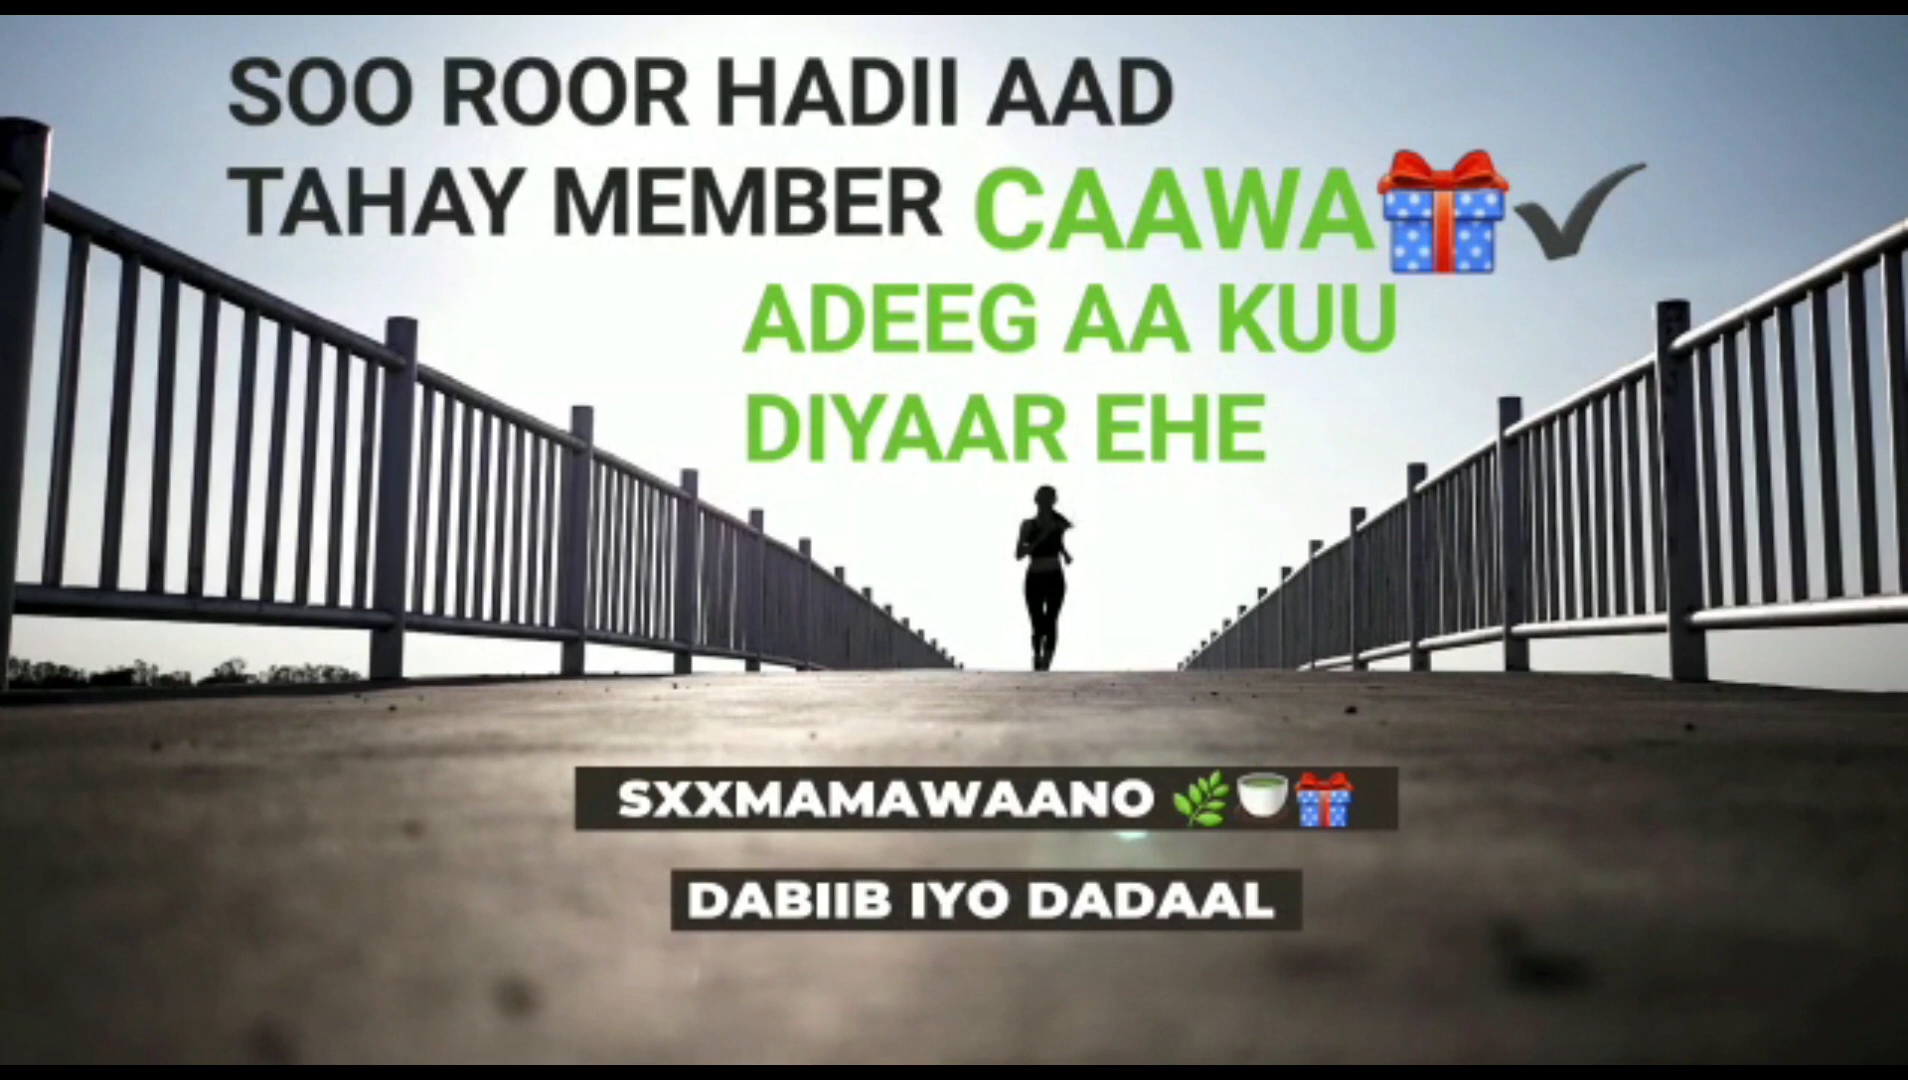 SOO ROOR HADII AAD
TAHAY MEMBER CAAWA🎁✔
ADEEG AA KUU
DIYAAR EHE
SXXMAMAWAANO 🌿🍵🎁
DABIIB IYO DADAAL